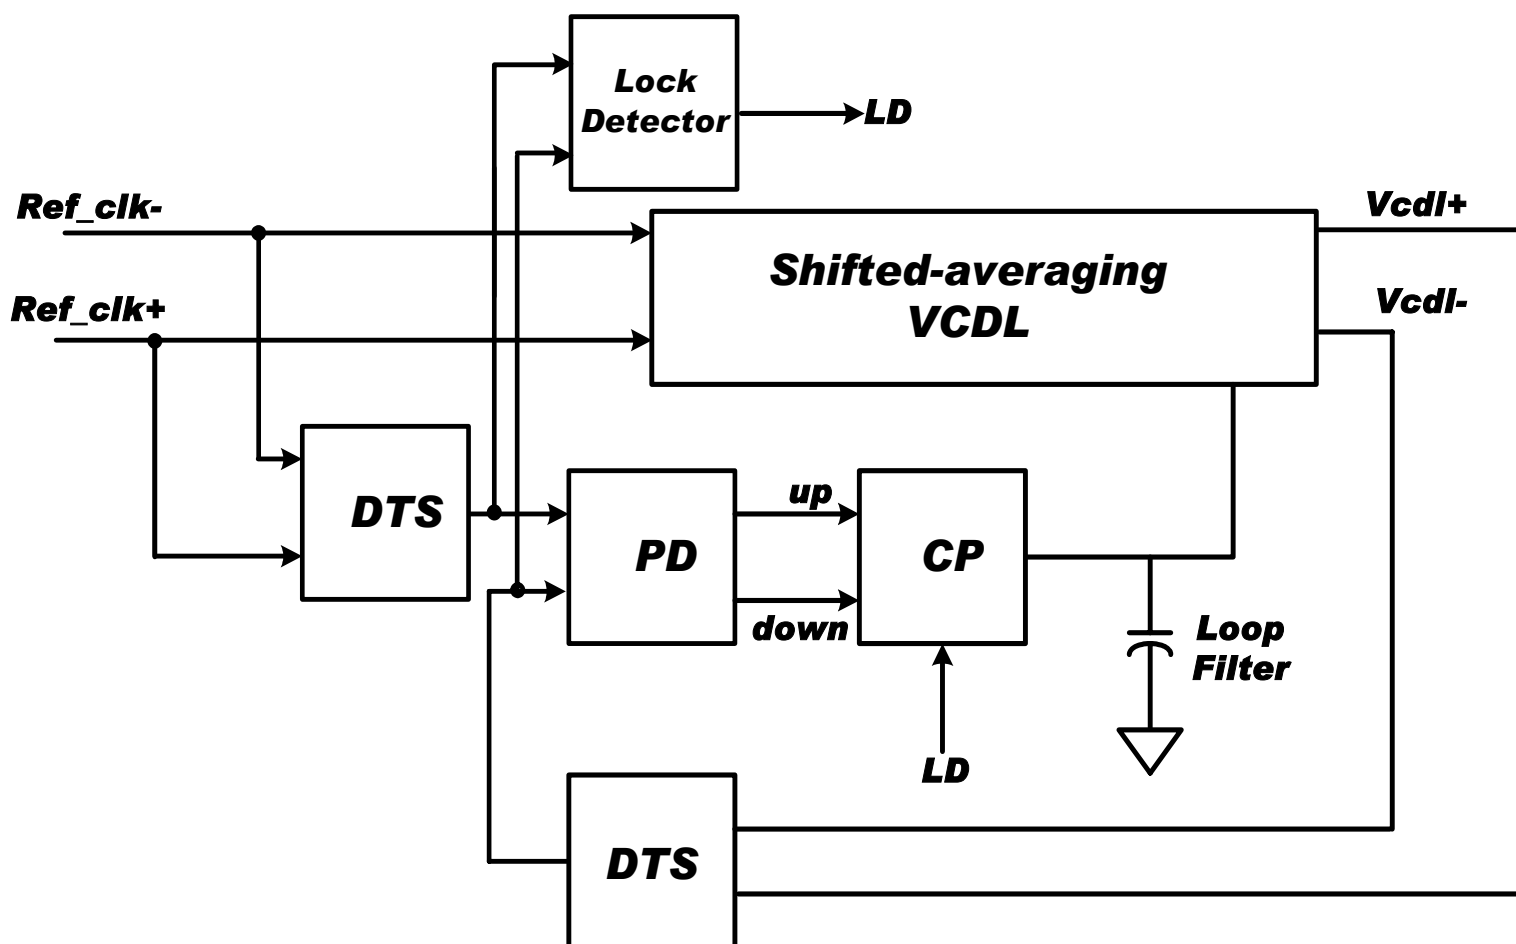 Lock
Detector
LD
Ref_clk-
Vcdl+
Shifted-averaging
VCDL
Vcdl-
Ref_clk+
DTS
up
PD
CP
down
Loop
Filter
LD
DTS